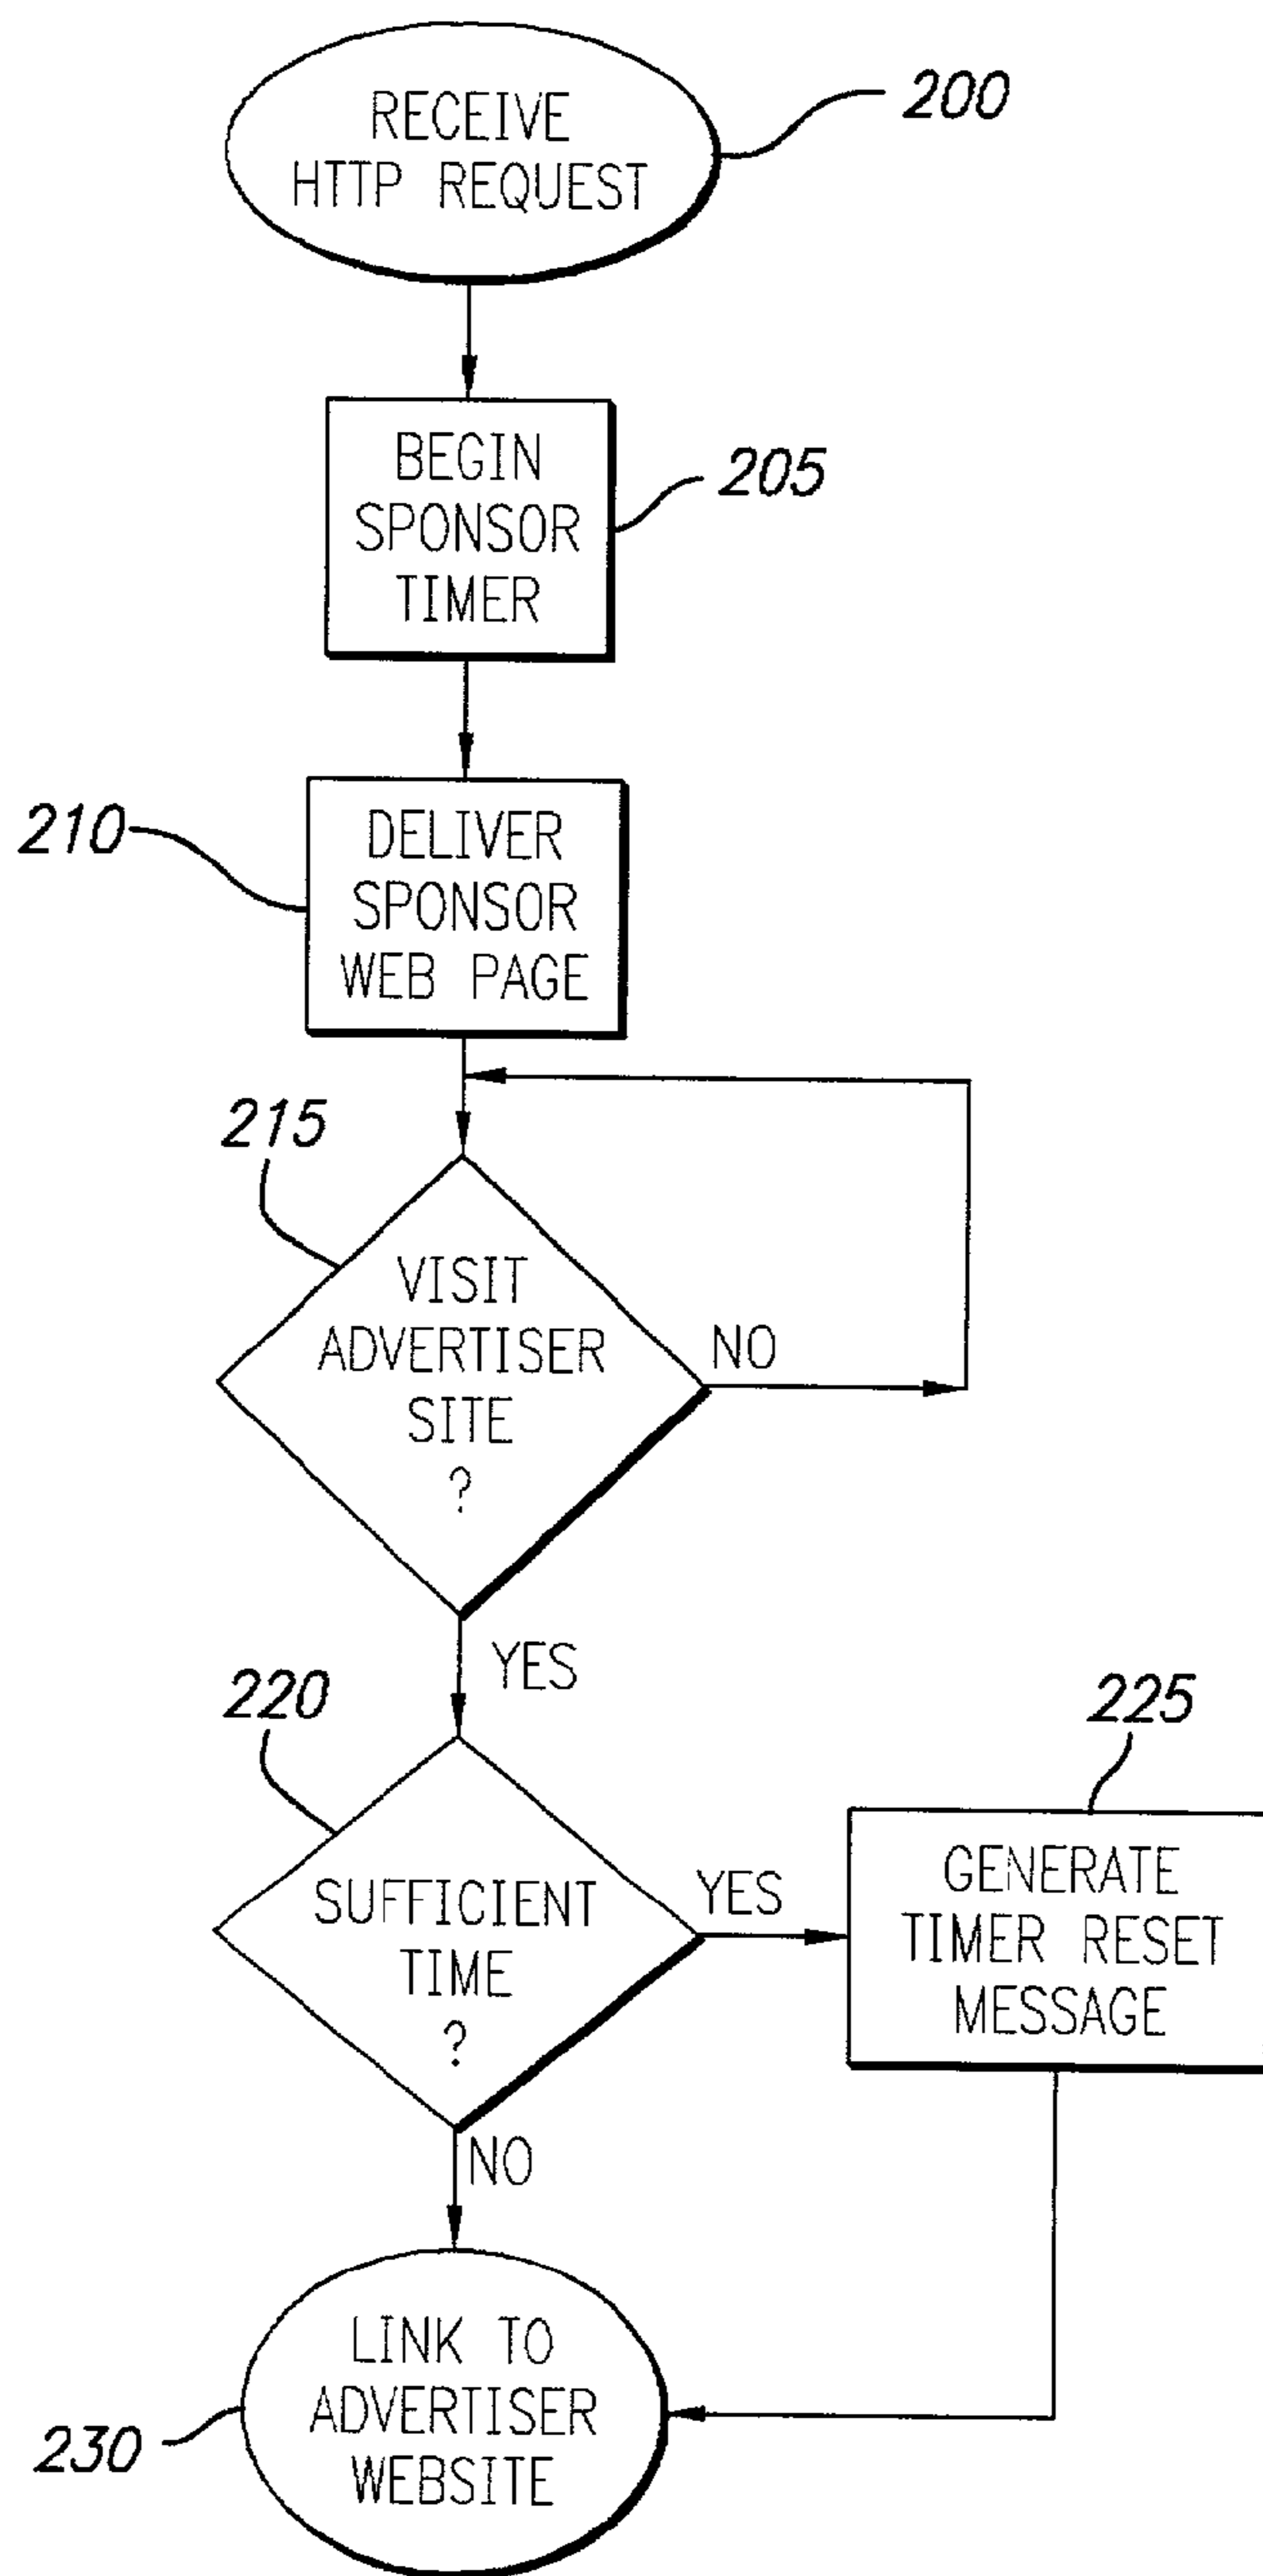 RECEIVE
HTTP REQUEST
200
BEGIN
SPONSOR
TIMER
205
210
DELIVER
SPONSOR
WEB PAGE
215
VISIT
ADVERTISER
SITE
?
NO
YES
220
SUFFICIENT
TIME
?
YES
225
GENERATE
TIMER RESET
MESSAGE
NO
LINK TO
ADVERTISER
WEBSITE
230